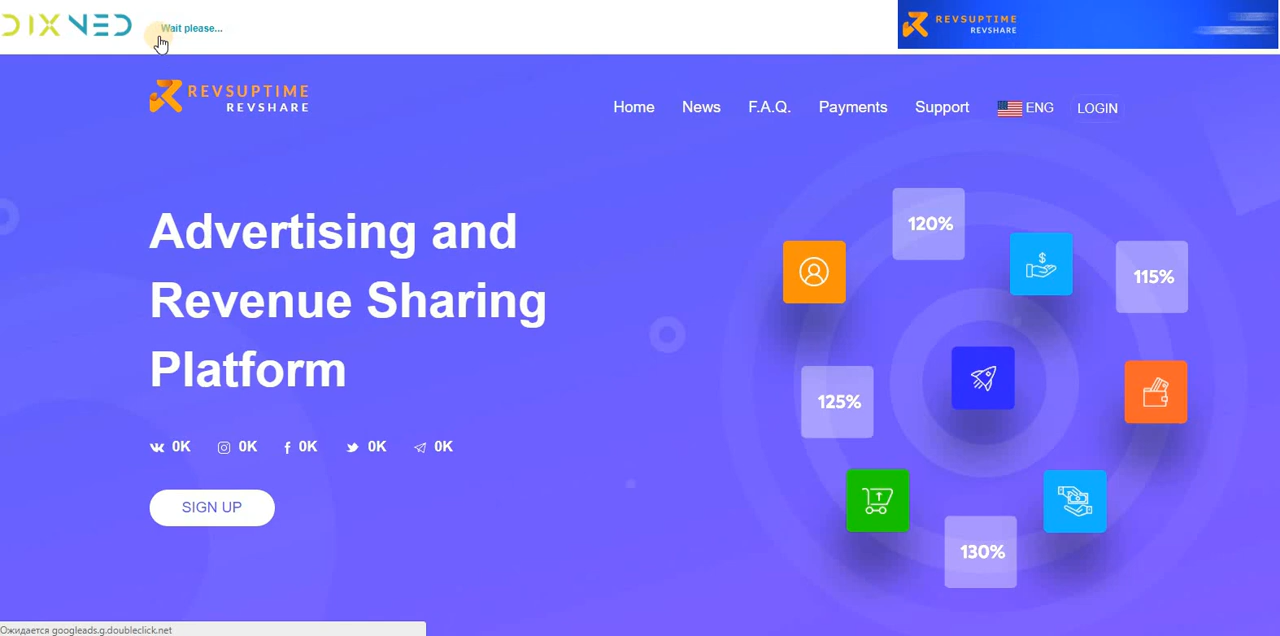 DIXNED
Wait please...
REVSUPTIME
REVSHARE
REVSUPTIME
REVSHARE
Home
News
F.A.Q.
Payments
Support
ENG
LOGIN
Advertising and
Revenue Sharing
Platform
0K
0K
0K
0K
0K
SIGN UP
120%
115%
125%
130%
$
Ожидается googleads.g.doubleclick.net